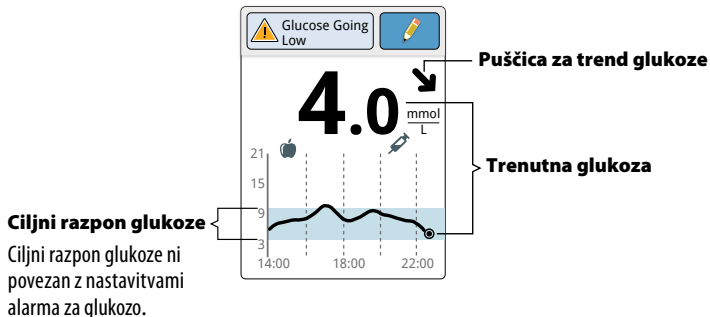 Glucose Going
Low
Puščica za trend glukoze
4.0
mmol
L
Trenutna glukoza
21
15
9
3
14:00
18:00
22:00
Ciljni razpon glukoze
Ciljni razpon glukoze ni
povezan z nastavitvami
alarma za glukozo.